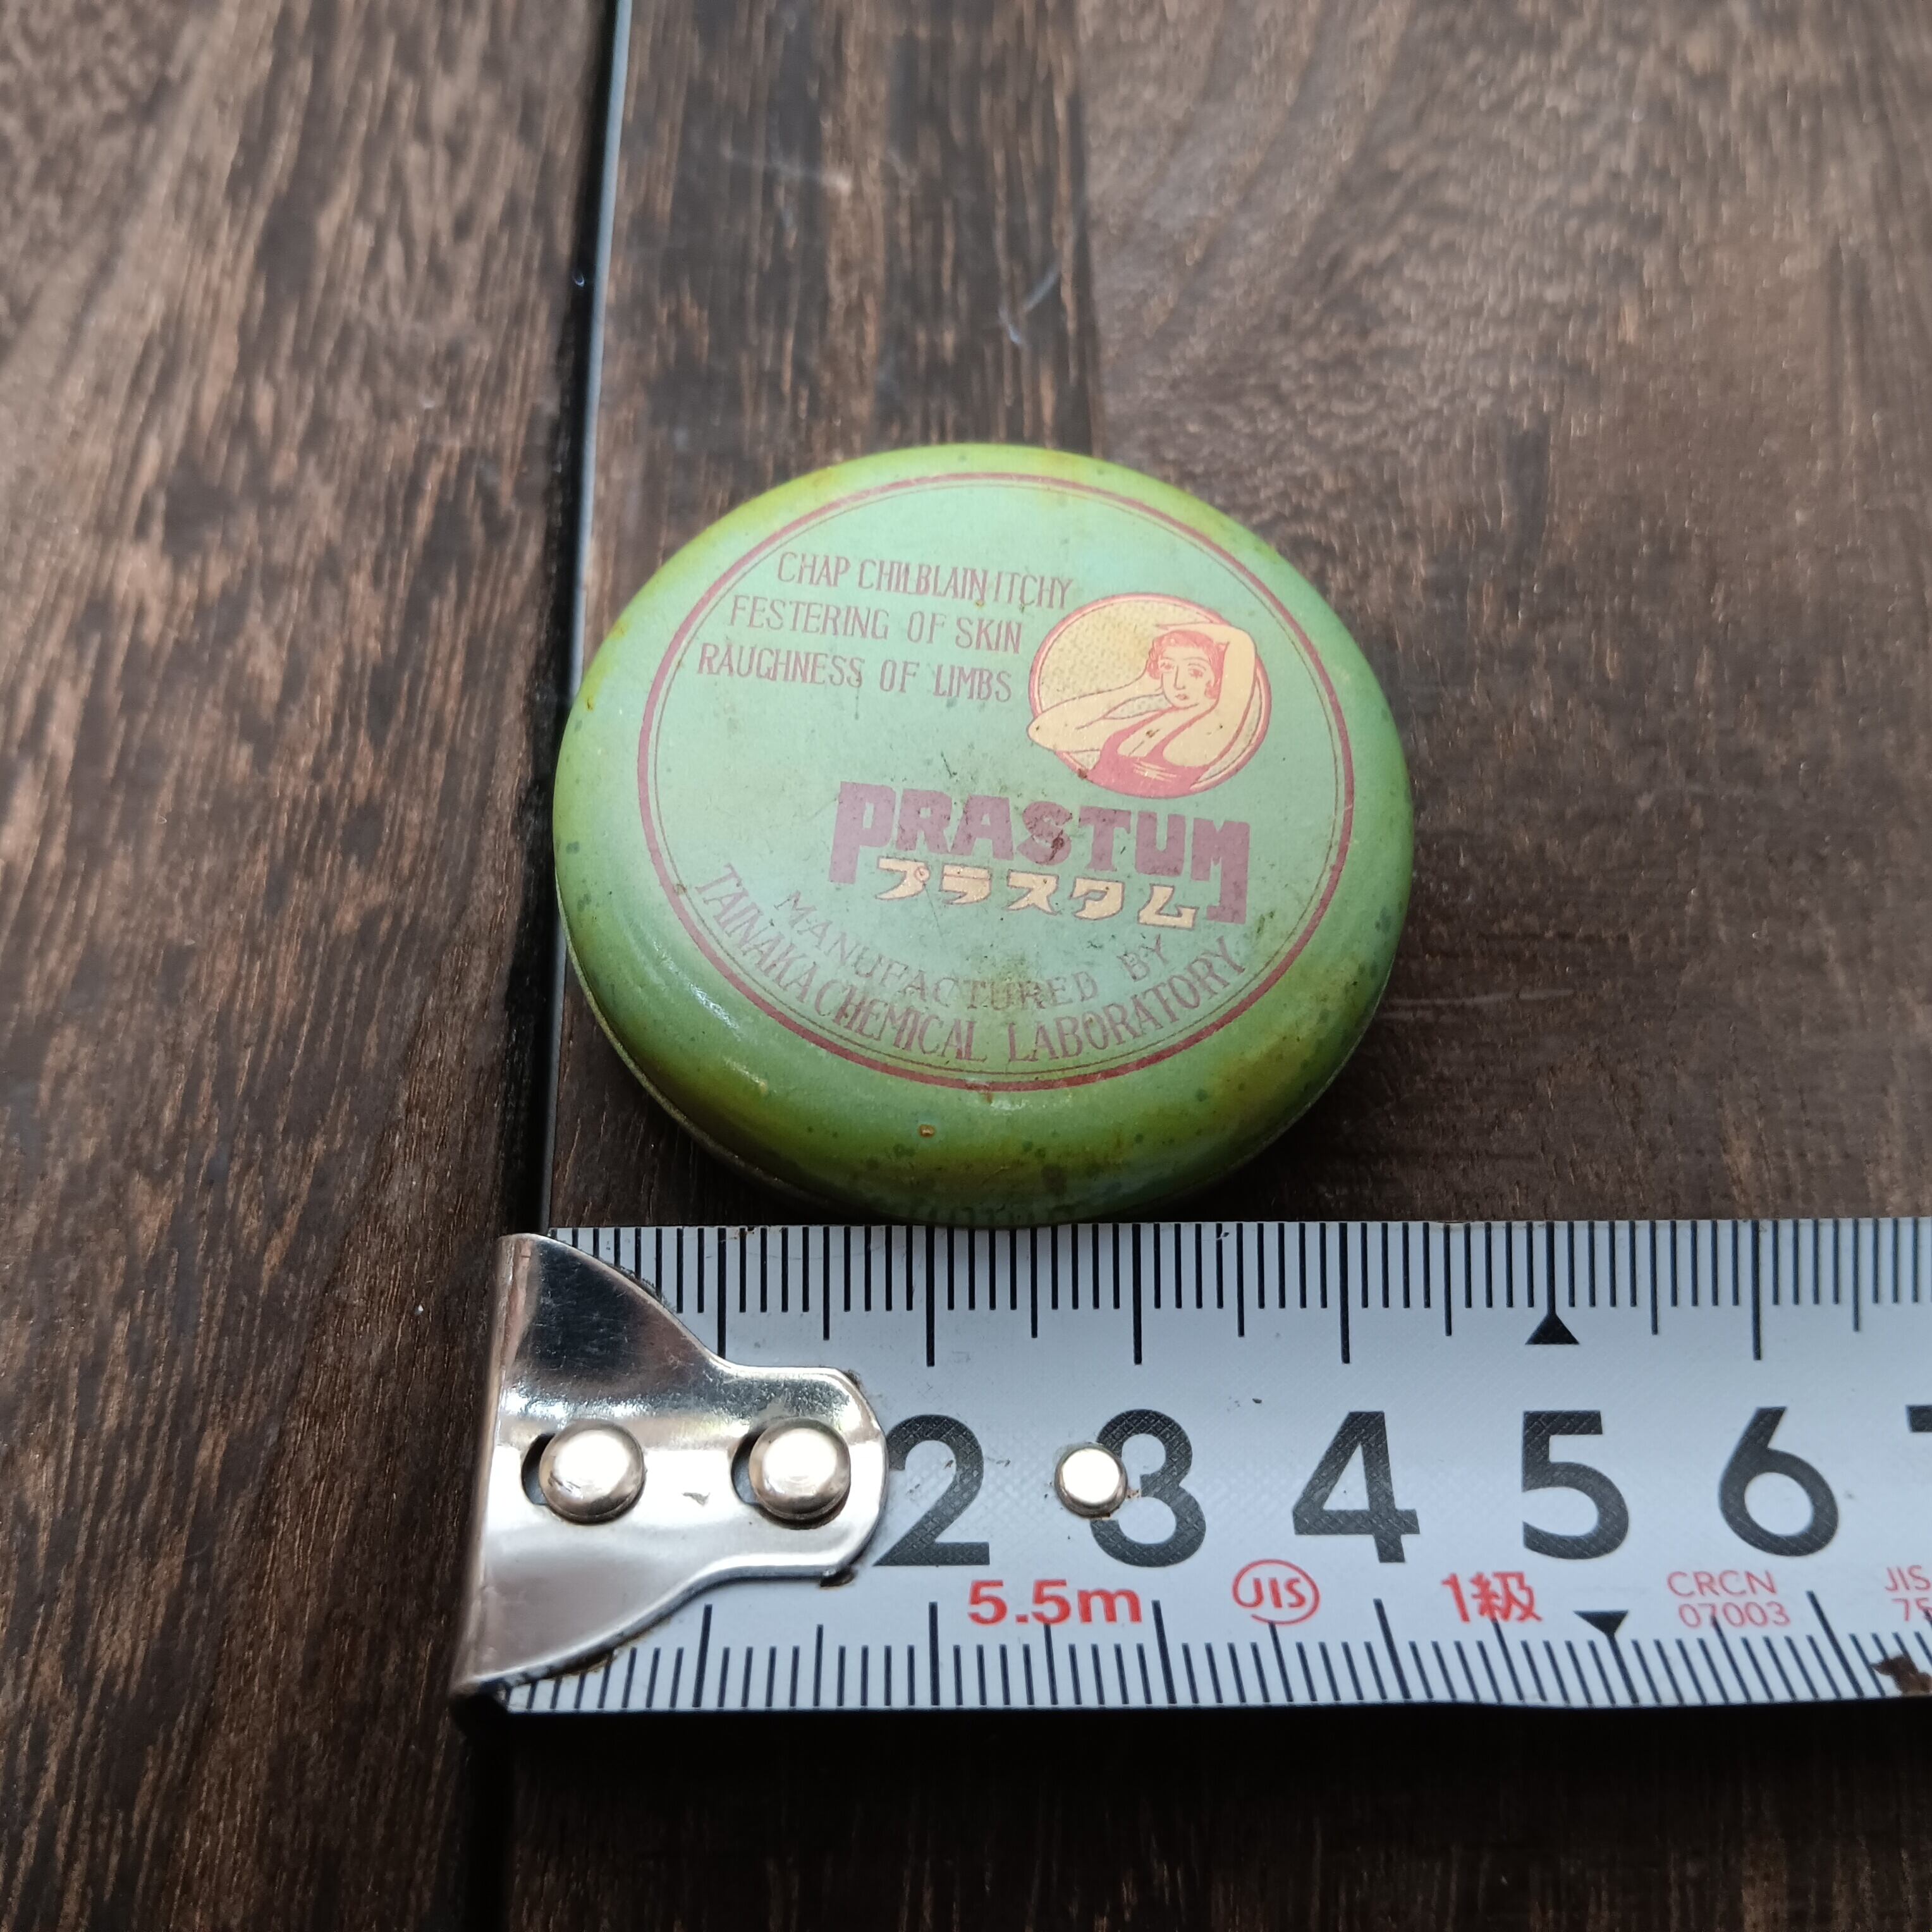 CHAP CHILBLAIN ITCHY
FESTERING OF SKIN
RAUGHNESS OF LIMBS
PRASTUM
プラスタム
MANUFACTURED BY
TAINAKA CHEMICAL LABORATORY
2 3 4 5 6
5.5m JIS 1級 CRCN JIS
07003